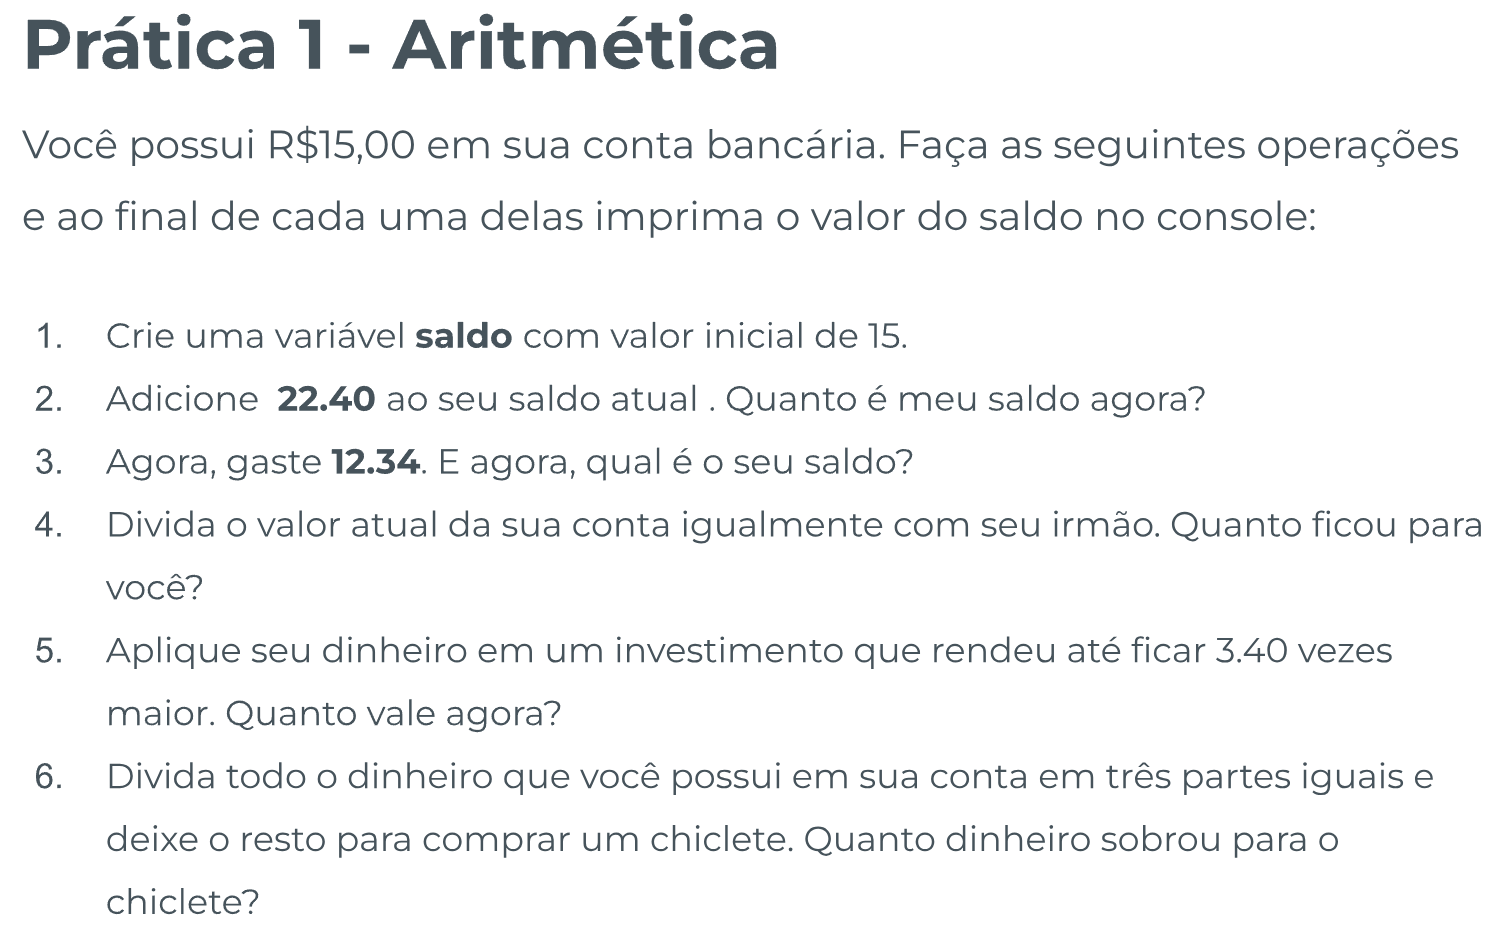 Prática 1 - Aritmética
Você possui R$15,00 em sua conta bancária. Faça as seguintes operações
e ao final de cada uma delas imprima o valor do saldo no console:
1. Crie uma variável saldo com valor inicial de 15.
2. Adicione 22.40 ao seu saldo atual . Quanto é meu saldo agora?
3. Agora, gaste 12.34. E agora, qual é o seu saldo?
4. Divida o valor atual da sua conta igualmente com seu irmão. Quanto ficou para
você?
5. Aplique seu dinheiro em um investimento que rendeu até ficar 3.40 vezes
maior. Quanto vale agora?
6. Divida todo o dinheiro que você possui em sua conta em três partes iguais e
deixe o resto para comprar um chiclete. Quanto dinheiro sobrou para o
chiclete?